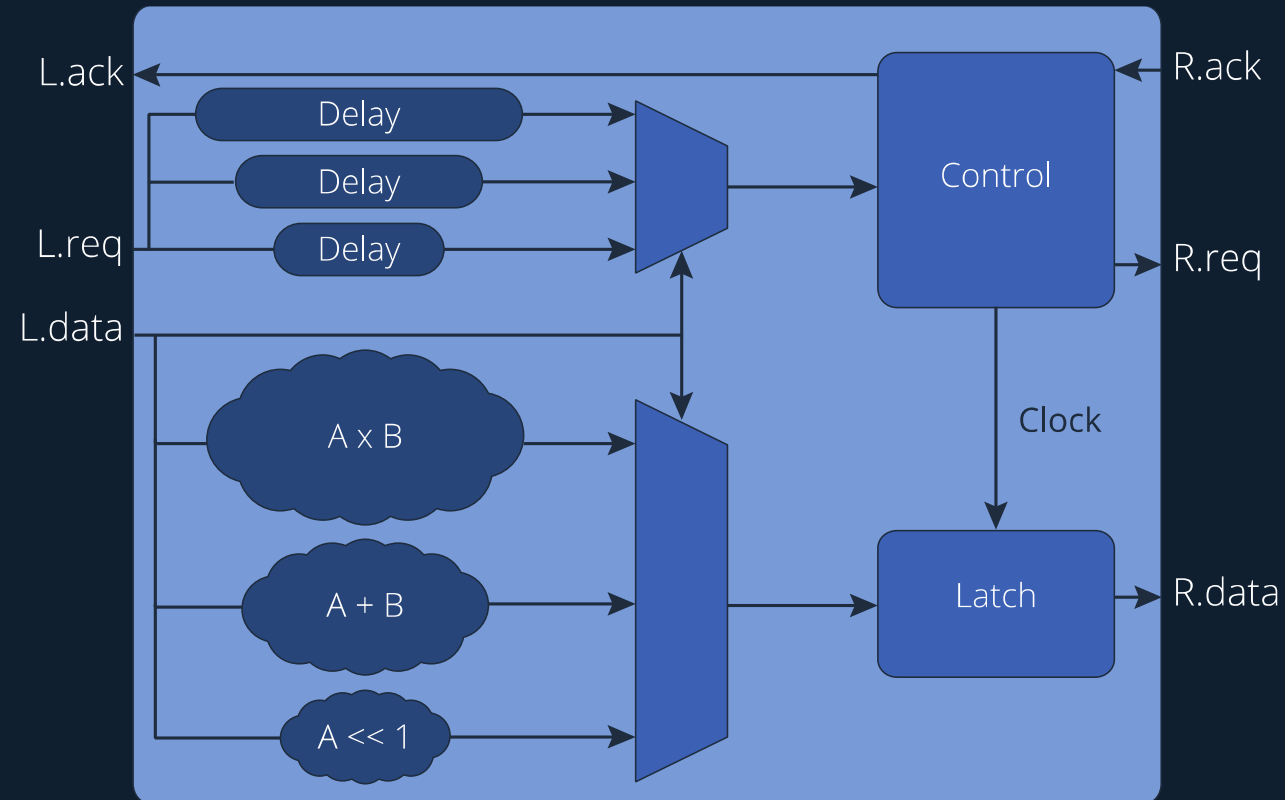 L.ack
R.ack
Delay
Delay
Control
Delay
L.req
R.req
L.data
A x B
Clock
A + B
Latch
R.data
A << 1